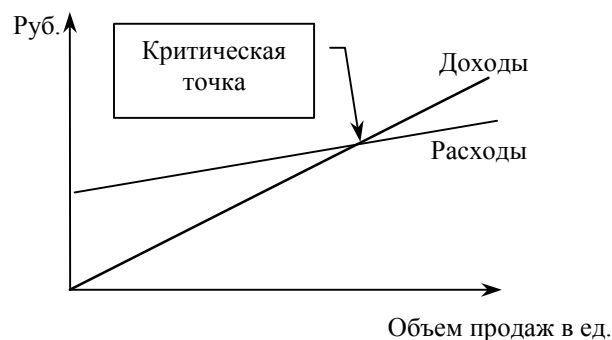 Руб.
Критическая
точка
Доходы
Расходы
Объем продаж в ед.